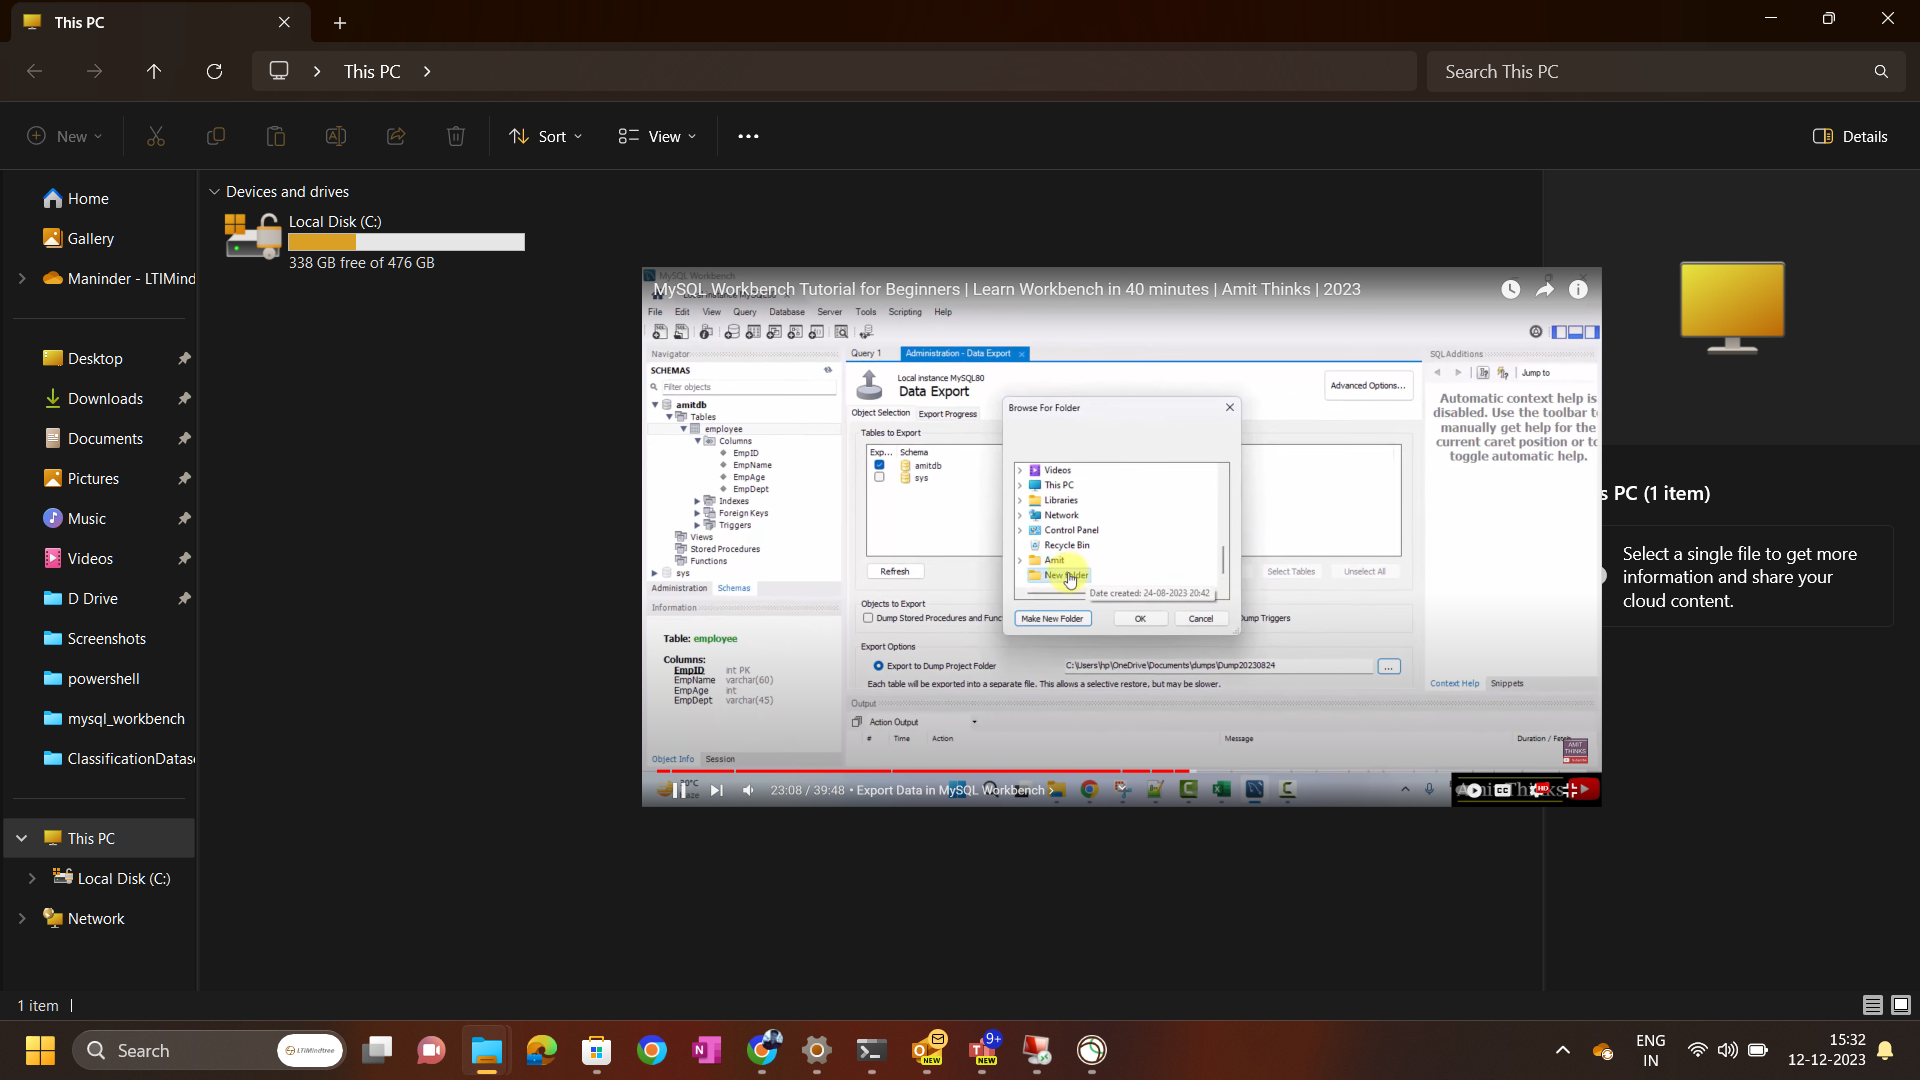 This PC
This PC
Search This PC
New
Sort
View
Details
Home
Gallery
Maninder - LTIMind
Desktop
Downloads
Documents
Pictures
Music
Videos
D Drive
Screenshots
powershell
mysql_workbench
ClassificationDatas
This PC
Local Disk (C:)
Network
Devices and drives
Local Disk (C:)
338 GB free of 476 GB
MySQL Workbench
MySQL Workbench Tutorial for Beginners | Learn Workbench in 40 minutes | Amit Thinks | 2023
File Edit View Query Database Server Tools Scripting Help
Navigator
SCHEMAS
Filter objects
amitdb
Tables
employee
Columns
EmpID
EmpName
EmpAge
EmpDept
Indexes
Foreign Keys
Triggers
Views
Stored Procedures
Functions
sys
Administration Schemas
Information
Table: employee
Columns:
EmpID int PK
EmpName varchar(60)
EmpAge int
EmpDept varchar(45)
Object Info Session
Query 1 Administration - Data Export
Local instance MySQL80
Data Export
Advanced Options...
Object Selection Export Progress
Tables to Export
Exp... Schema
amitdb
sys
Refresh
Select Tables Unselect All
Objects to Export
Dump Stored Procedures and Func
Dump Triggers
Export Options
Export to Dump Project Folder C:\Users\hp\OneDrive\Documents\dumps\Dump20230824 ...
Each table will be exported into a separate file. This allows a selective restore, but may be slower.
Output
Action Output
# Time Action Message Duration / Fetch
Browse For Folder
Videos
This PC
Libraries
Network
Control Panel
Recycle Bin
Amit
New folder
Date created: 24-08-2023 20:42
Make New Folder OK Cancel
SQLAdditions
Jump to
Automatic context help is
disabled. Use the toolbar t
manually get help for the
current caret position or to
toggle automatic help.
Context Help Snippets
AMIT
THINKS
23:08 / 39:48 • Export Data in MySQL Workbench
HD
s PC (1 item)
Select a single file to get more
information and share your
cloud content.
1 item
Search
LTIMindtree
NEW
9+
NEW
ENG
IN
15:32
12-12-2023